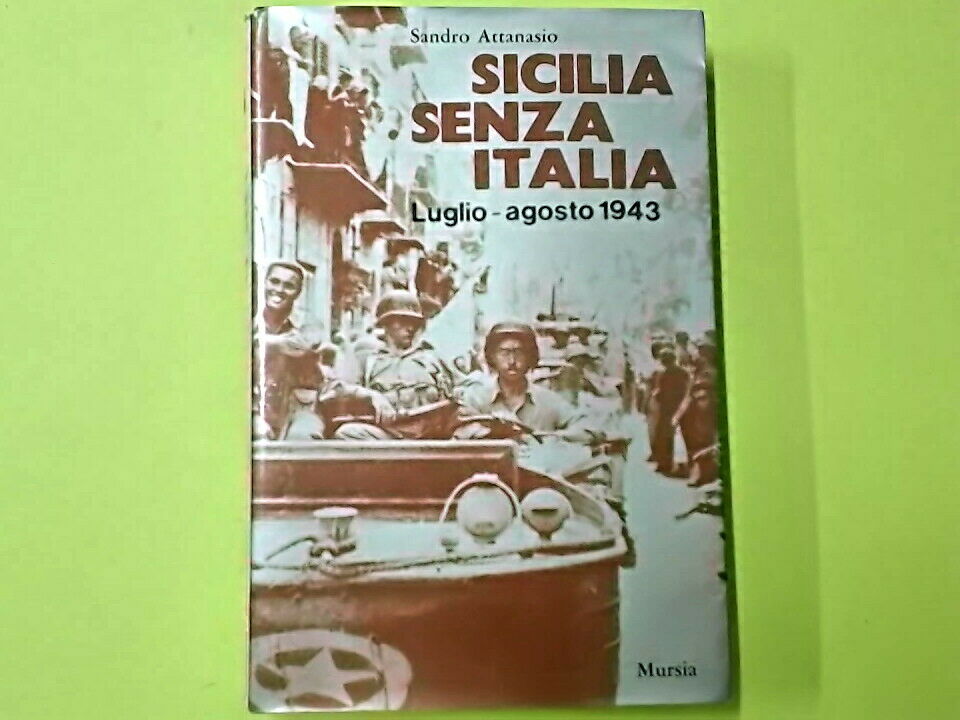 Sandro Attanasio
SICILIA
SENZA
ITALIA
Luglio - agosto 1943
Mursia